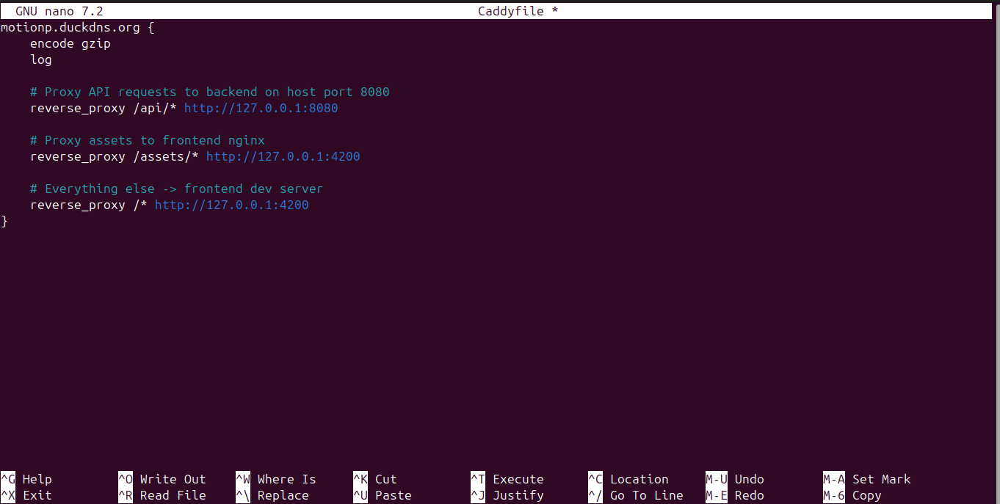 GNU nano 7.2 Caddyfile *
motionp.duckdns.org {
    encode gzip
    log

    # Proxy API requests to backend on host port 8080
    reverse_proxy /api/* http://127.0.0.1:8080

    # Proxy assets to frontend nginx
    reverse_proxy /assets/* http://127.0.0.1:4200

    # Everything else -> frontend dev server
    reverse_proxy /* http://127.0.0.1:4200
}
^G Help ^O Write Out ^W Where Is ^K Cut ^T Execute ^C Location M-U Undo M-A Set Mark
^X Exit ^R Read File ^\ Replace ^U Paste ^J Justify ^/ Go To Line M-E Redo M-6 Copy